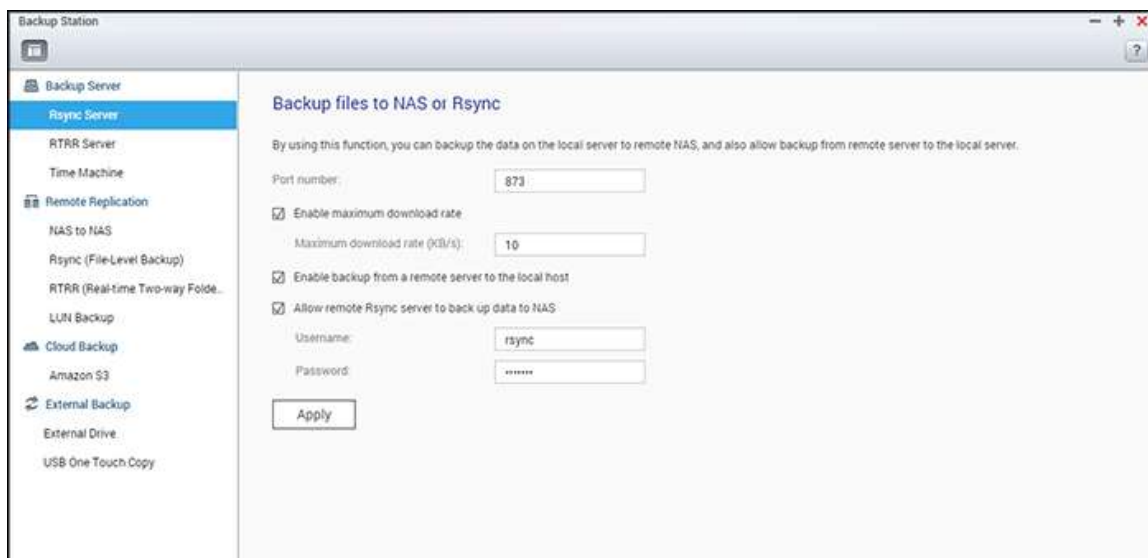 Backup Station
?
Backup Server
Rsync Server
RTRR Server
Time Machine
Remote Replication
NAS to NAS
Rsync (File-Level Backup)
RTRR (Real-time Two-way Folde..
LUN Backup
Cloud Backup
Amazon S3
External Backup
External Drive
USB One Touch Copy
Backup files to NAS or Rsync
By using this function, you can backup the data on the local server to remote NAS, and also allow backup from remote server to the local server.
Port number: 873
Enable maximum download rate
Maximum download rate (KB/s): 10
Enable backup from a remote server to the local host
Allow remote Rsync server to back up data to NAS
Username: rsync
Password: •••••••
Apply